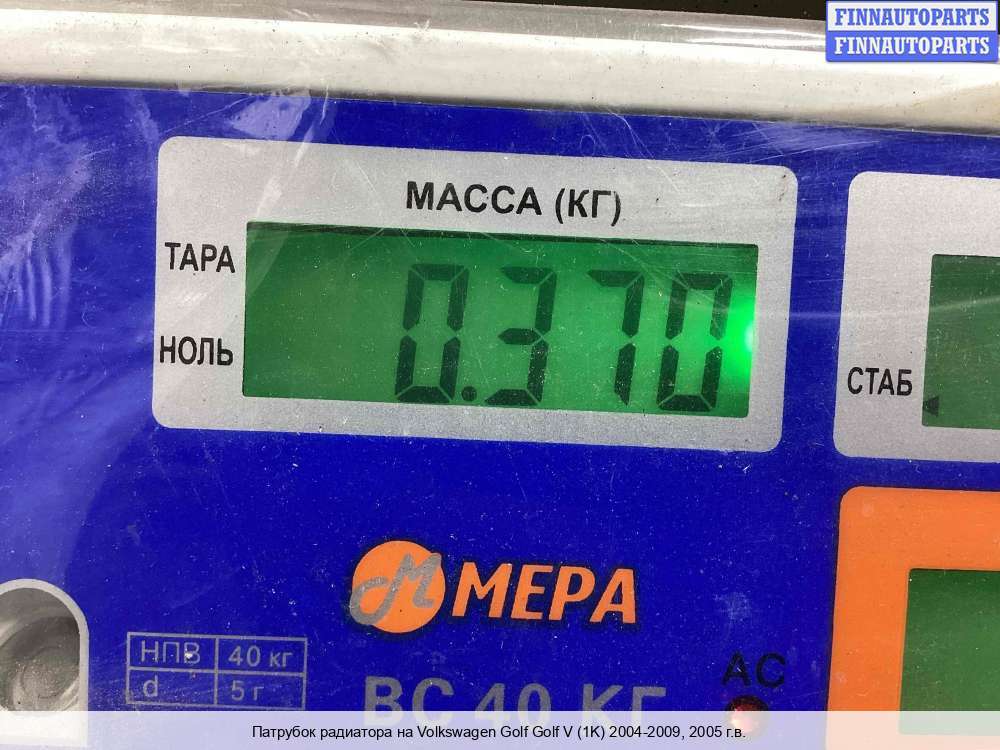 FINNAUTOPARTS
FINNAUTOPARTS
МАССА (КГ)
ТАРА
0.370
НОЛЬ
СТАБ
М МЕРА
НПВ 40 кг
d 5 г
АС
ВС 40 КГ
Патрубок радиатора на Volkswagen Golf Golf V (1K) 2004-2009, 2005 г.в.